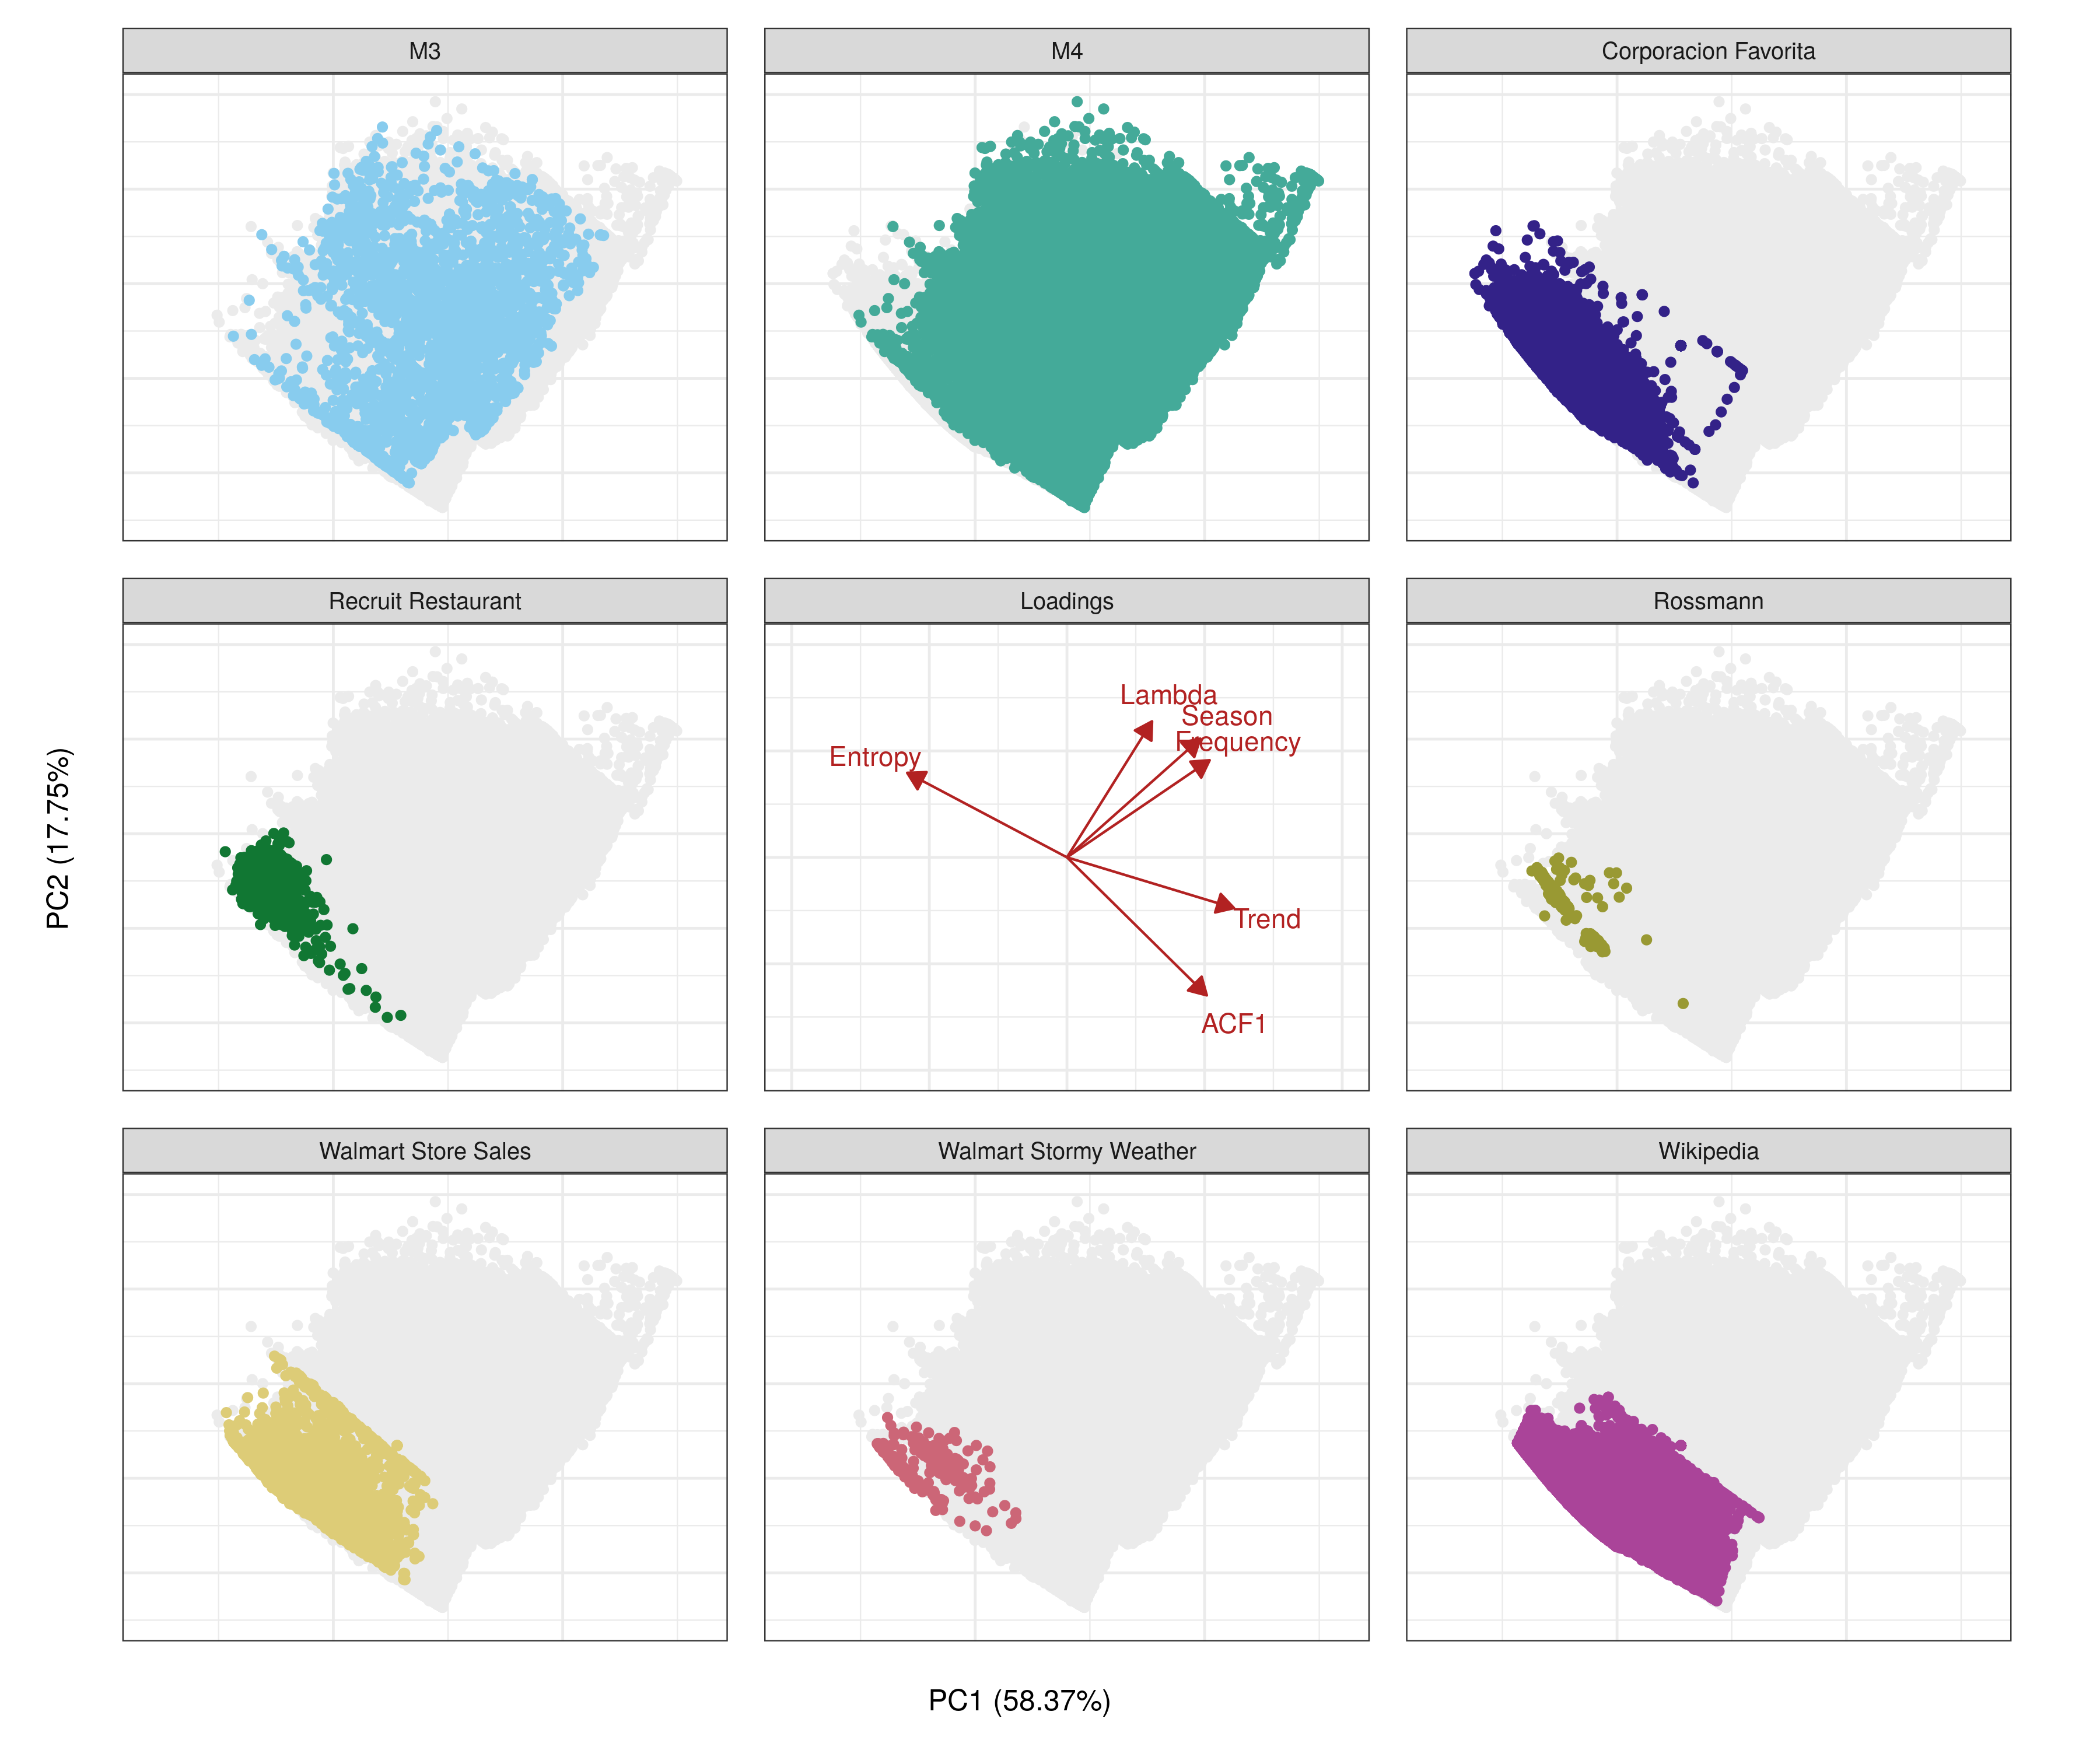 M3
M4
Corporacion Favorita
Recruit Restaurant
Loadings
Rossmann
Lambda
Season
Frequency
Entropy
Trend
ACF1
PC2 (17.75%)
Walmart Store Sales
Walmart Stormy Weather
Wikipedia
PC1 (58.37%)